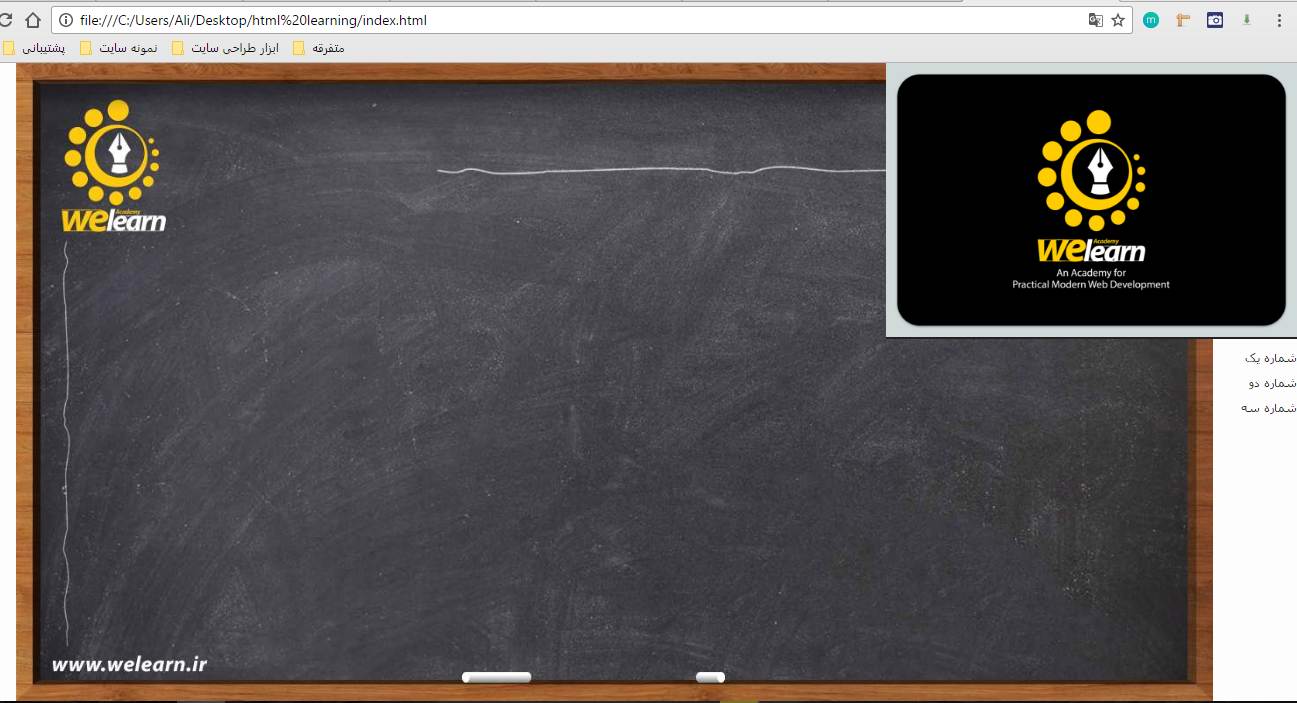 file:///C:/Users/Ali/Desktop/html%20learning/index.html
متفرقه
ابزار طراحی سایت
نمونه سایت
پشتیبانی
m
Academy
welearn
Academy
welearn
An Academy for
Practical Modern Web Development
شماره یک
شماره دو
شماره سه
www.welearn.ir